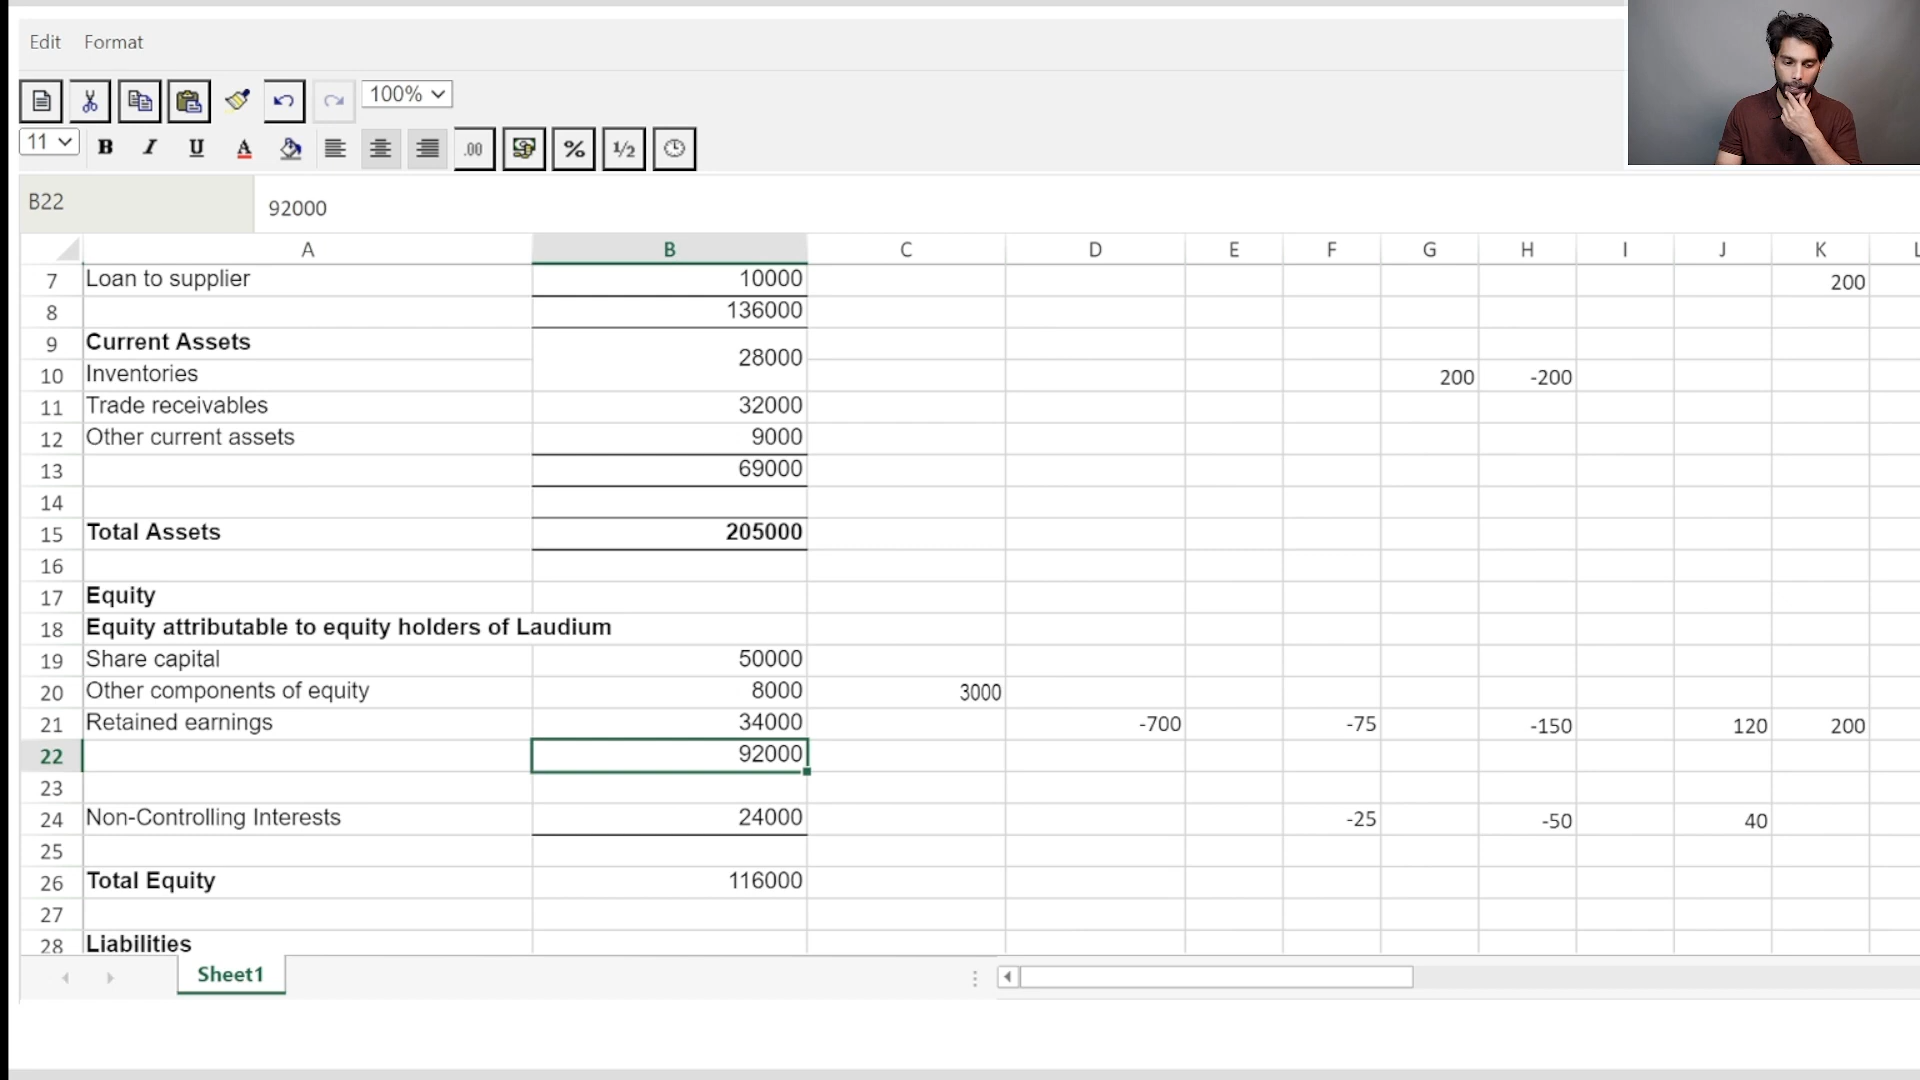 Edit Format
100%
11 B I U A .00 % 1/2
B22 92000
A B C D E F G H I J K L
7 Loan to supplier 10000 200
8 136000
9 Current Assets
28000
10 Inventories 200 -200
11 Trade receivables 32000
12 Other current assets 9000
13 69000
14
15 Total Assets 205000
16
17 Equity
18 Equity attributable to equity holders of Laudium
19 Share capital 50000
20 Other components of equity 8000 3000
21 Retained earnings 34000 -700 -75 -150 120 200
22 92000
23
24 Non-Controlling Interests 24000 -25 -50 40
25
26 Total Equity 116000
27
28 Liabilities
Sheet1